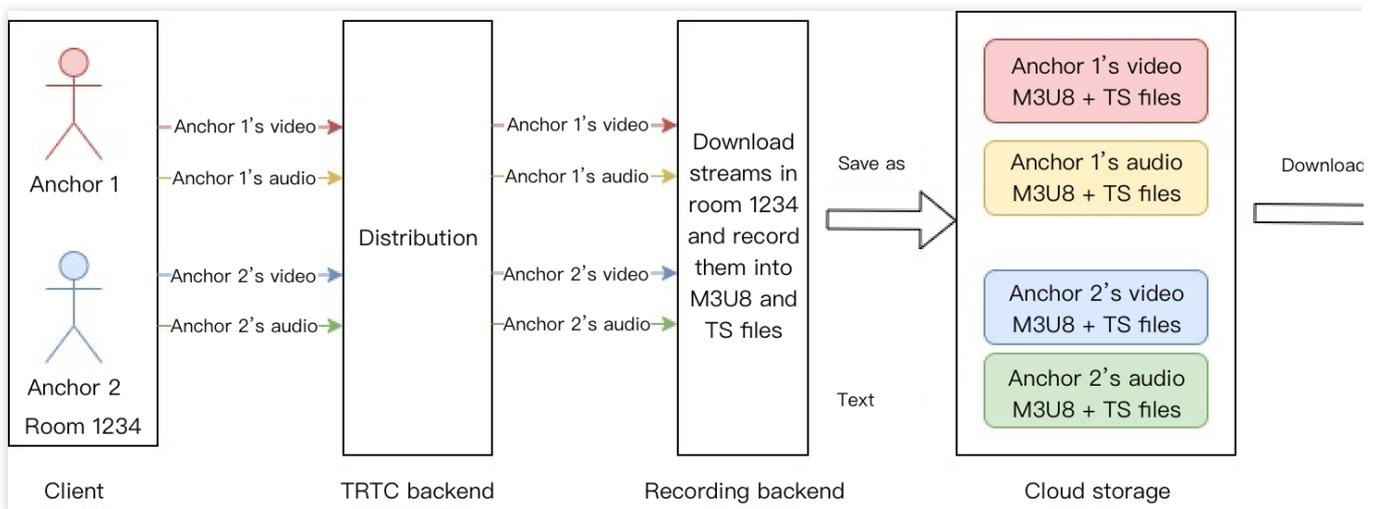 Anchor 1
Anchor 2
Room 1234
Client
Anchor 1's video
Anchor 1's audio
Anchor 2's video
Anchor 2's audio
Distribution
TRTC backend
Anchor 1's video
Anchor 1's audio
Anchor 2's video
Anchor 2's audio
Download
streams in
room 1234
and record
them into
M3U8 and
TS files
Recording backend
Save as
Text
Anchor 1's video
M3U8 + TS files
Anchor 1's audio
M3U8 + TS files
Anchor 2's video
M3U8 + TS files
Anchor 2's audio
M3U8 + TS files
Cloud storage
Download